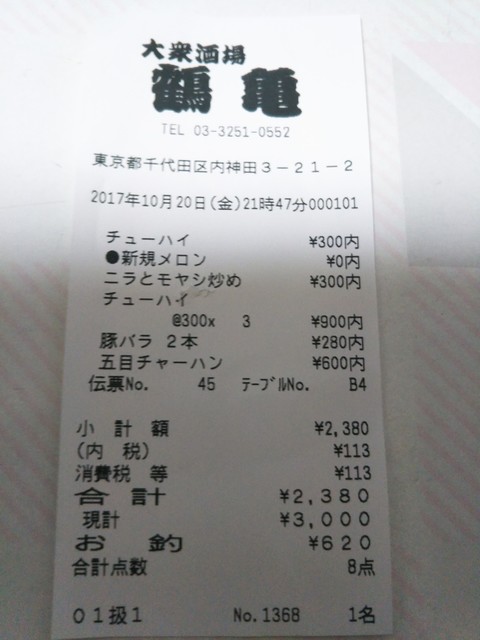 大衆酒場
鶴亀
TEL 03-3251-0552
東京都千代田区内神田3-21-2
2017年10月20日(金)21時47分000101
チューハイ ¥300内
●新規メロン ¥0内
ニラとモヤシ炒め ¥300内
チューハイ
@300x 3 ¥900内
豚バラ 2本 ¥280内
五目チャーハン ¥600内
伝票No. 45 テーブルNo. B4
小計額 ¥2,380
(内税) ¥113
消費税等 ¥113
合計 ¥2,380
現計 ¥3,000
お釣 ¥620
合計点数 8点
01扱1 No.1368 1名